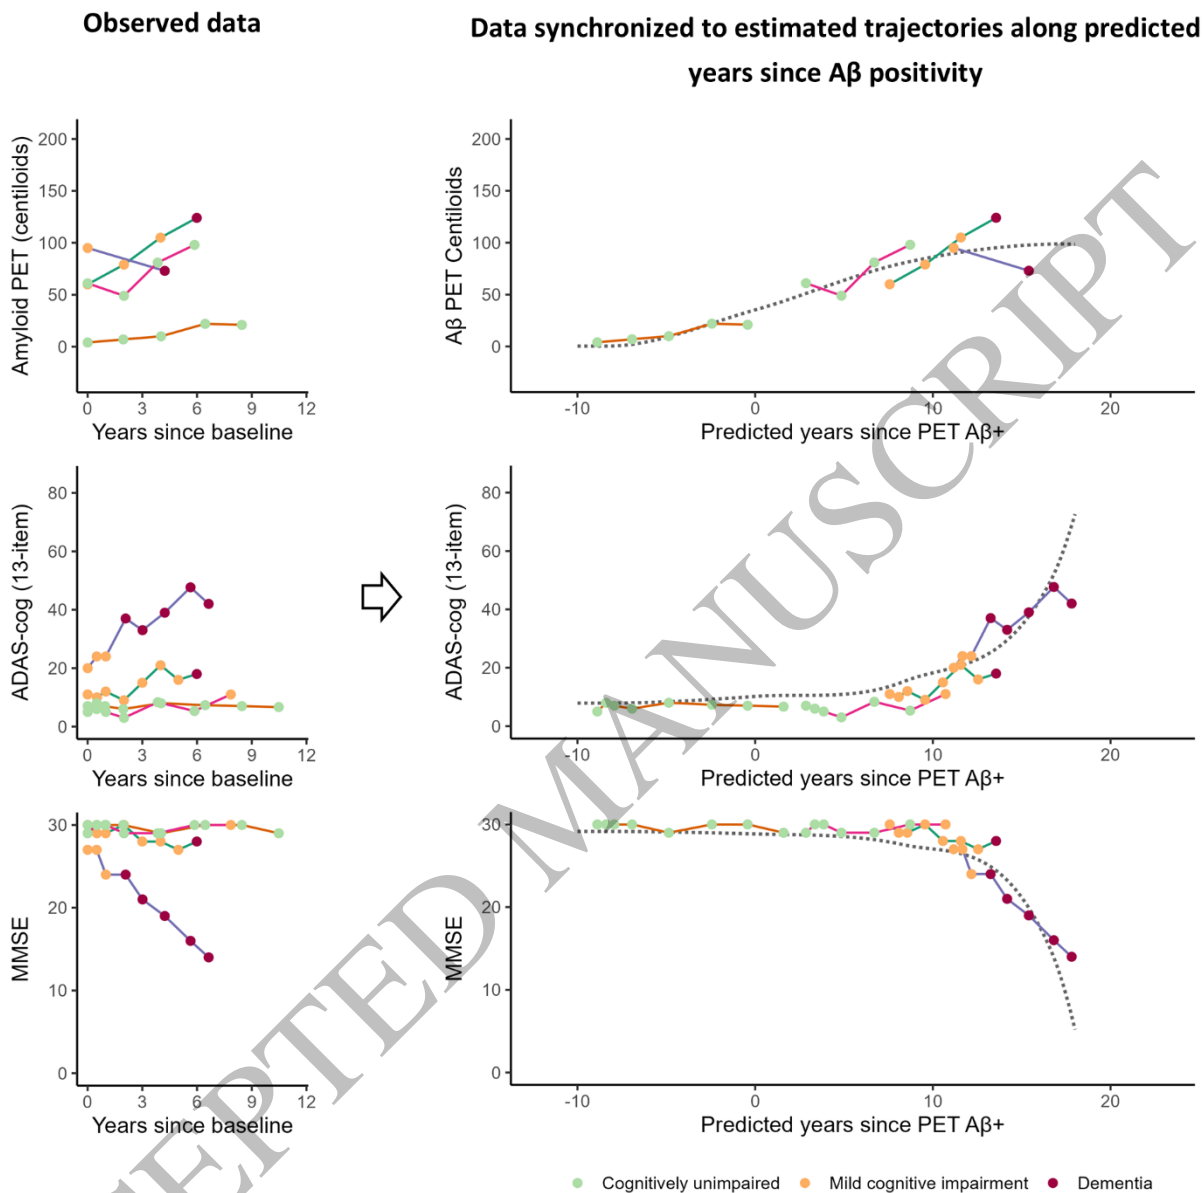 Observed data
Data synchronized to estimated trajectories along predicted
years since Aβ positivity
Amyloid PET (centiloids)
200
150
100
50
0
0 3 6 9 12
Years since baseline
Aβ PET Centiloids
200
150
100
50
0
-10 0 10 20
Predicted years since PET Aβ+
ADAS-cog (13-item)
80
60
40
20
0
0 3 6 9 12
Years since baseline
ADAS-cog (13-item)
80
60
40
20
0
-10 0 10 20
Predicted years since PET Aβ+
MMSE
30
20
10
0
0 3 6 9 12
Years since baseline
MMSE
30
20
10
0
-10 0 10 20
Predicted years since PET Aβ+
Cognitively unimpaired Mild cognitive impairment Dementia
EPTED MANUSCRIPT